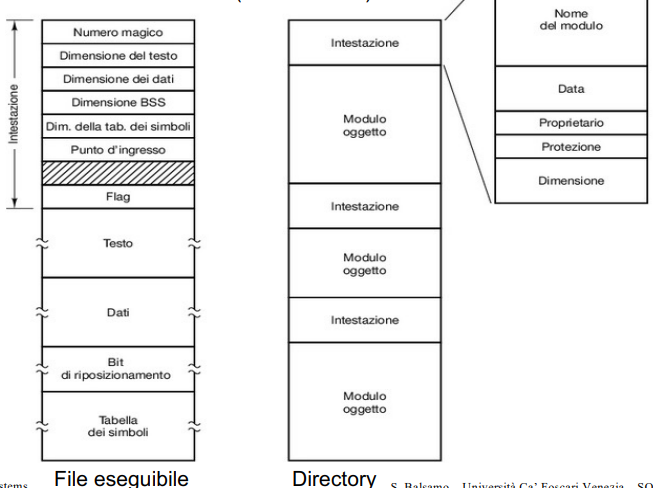 Numero magico
Dimensione del testo
Dimensione dei dati
Dimensione BSS
Dim. della tab. dei simboli
Punto d'ingresso
Flag
Intestazione
Testo
Dati
Bit
di riposizionamento
Tabella
dei simboli
File eseguibile
Intestazione
Modulo
oggetto
Intestazione
Modulo
oggetto
Intestazione
Modulo
oggetto
Directory
Nome
del modulo
Data
Proprietario
Protezione
Dimensione
S. Balsamo Università Ca' Foscari Venezia SO